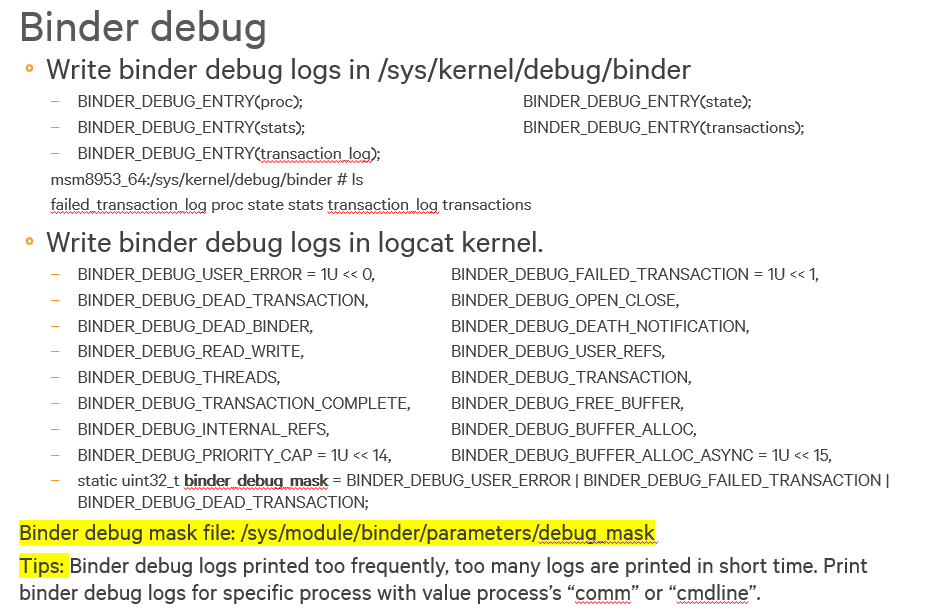 Binder debug
Write binder debug logs in /sys/kernel/debug/binder
– BINDER_DEBUG_ENTRY(proc); BINDER_DEBUG_ENTRY(state);
– BINDER_DEBUG_ENTRY(stats); BINDER_DEBUG_ENTRY(transactions);
– BINDER_DEBUG_ENTRY(transaction_log);
msm8953_64:/sys/kernel/debug/binder # ls
failed_transaction_log proc state stats transaction_log transactions
Write binder debug logs in logcat kernel.
– BINDER_DEBUG_USER_ERROR = 1U << 0, BINDER_DEBUG_FAILED_TRANSACTION = 1U << 1,
– BINDER_DEBUG_DEAD_TRANSACTION, BINDER_DEBUG_OPEN_CLOSE,
– BINDER_DEBUG_DEAD_BINDER, BINDER_DEBUG_DEATH_NOTIFICATION,
– BINDER_DEBUG_READ_WRITE, BINDER_DEBUG_USER_REFS,
– BINDER_DEBUG_THREADS, BINDER_DEBUG_TRANSACTION,
– BINDER_DEBUG_TRANSACTION_COMPLETE, BINDER_DEBUG_FREE_BUFFER,
– BINDER_DEBUG_INTERNAL_REFS, BINDER_DEBUG_BUFFER_ALLOC,
– BINDER_DEBUG_PRIORITY_CAP = 1U << 14, BINDER_DEBUG_BUFFER_ALLOC_ASYNC = 1U << 15,
– static uint32_t binder_debug_mask = BINDER_DEBUG_USER_ERROR | BINDER_DEBUG_FAILED_TRANSACTION |
BINDER_DEBUG_DEAD_TRANSACTION;
Binder debug mask file: /sys/module/binder/parameters/debug_mask
Tips: Binder debug logs printed too frequently, too many logs are printed in short time. Print
binder debug logs for specific process with value process’s “comm” or “cmdline”.